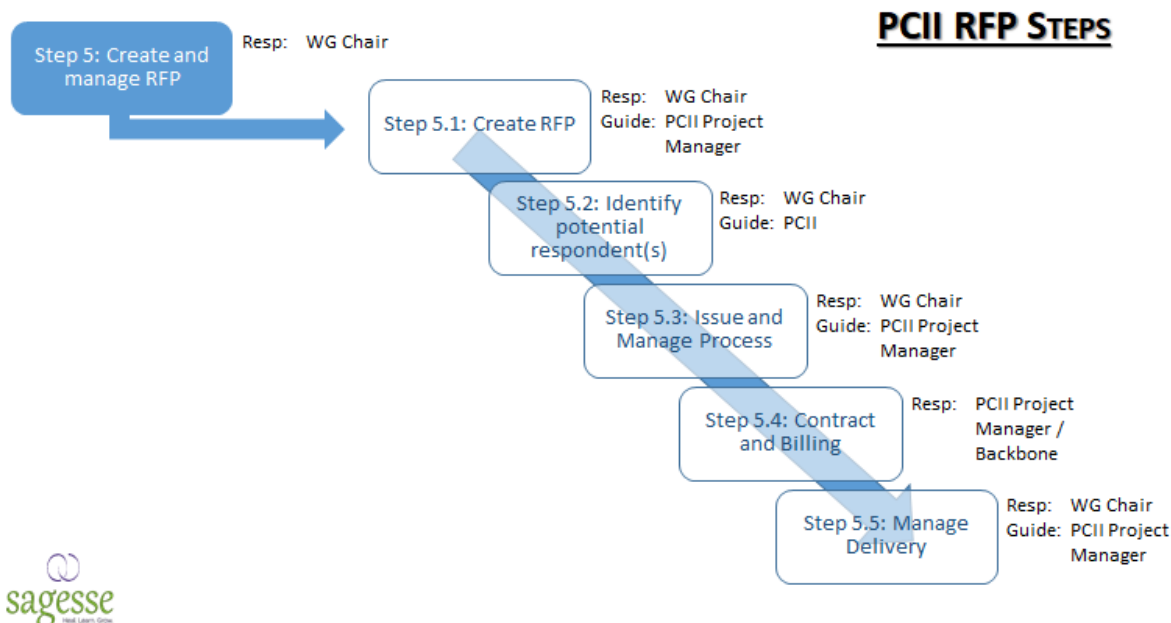 PCII RFP STEPS
Step 5: Create and
manage RFP
Resp: WG Chair
Step 5.1: Create RFP
Resp: WG Chair
Guide: PCII Project
Manager
Step 5.2: Identify
potential
respondent(s)
Resp: WG Chair
Guide: PCII
Step 5.3: Issue and
Manage Process
Resp: WG Chair
Guide: PCII Project
Manager
Step 5.4: Contract
and Billing
Resp: PCII Project
Manager /
Backbone
Step 5.5: Manage
Delivery
Resp: WG Chair
Guide: PCII Project
Manager
sagesse
Heal. Learn. Grow.